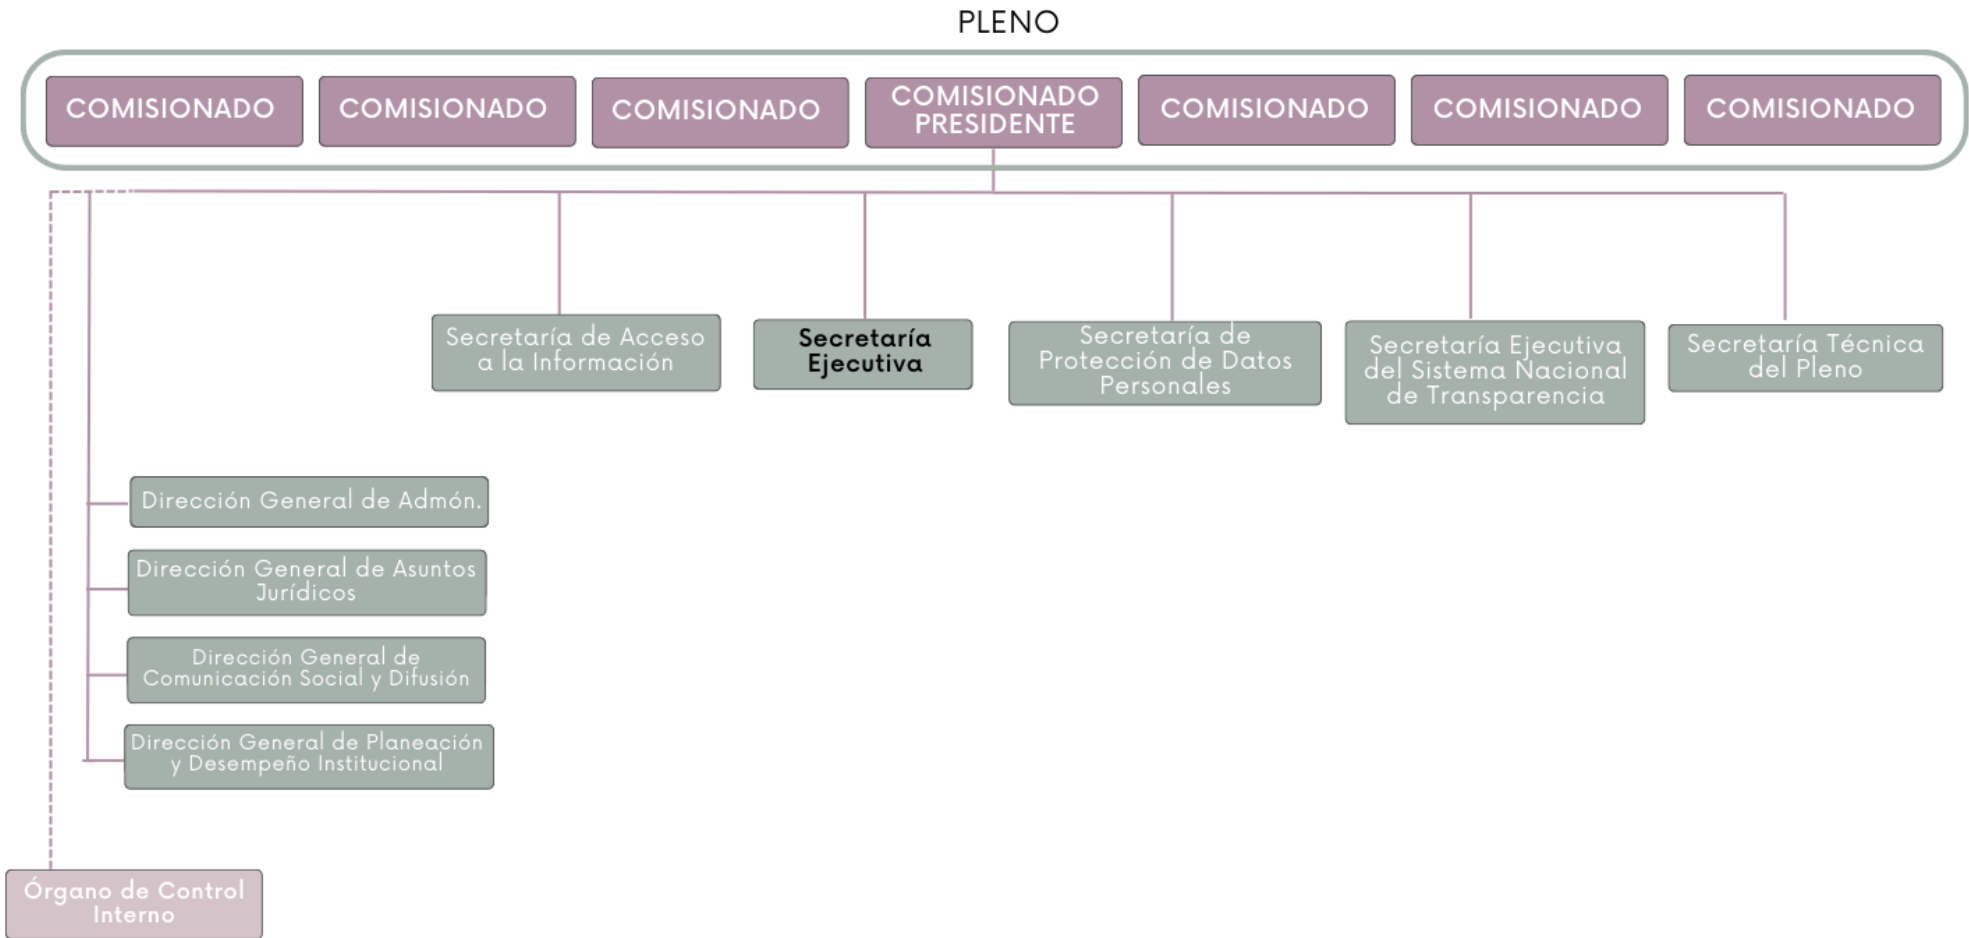 PLENO
COMISIONADO
COMISIONADO
COMISIONADO
COMISIONADO
PRESIDENTE
COMISIONADO
COMISIONADO
COMISIONADO
Secretaría de Acceso
a la Información
Secretaría
Ejecutiva
Secretaría de
Protección de Datos
Personales
Secretaría Ejecutiva
del Sistema Nacional
de Transparencia
Secretaría Técnica
del Pleno
Dirección General de Admón.
Dirección General de Asuntos
Jurídicos
Dirección General de
Comunicación Social y Difusión
Dirección General de Planeación
y Desempeño Institucional
Órgano de Control
Interno